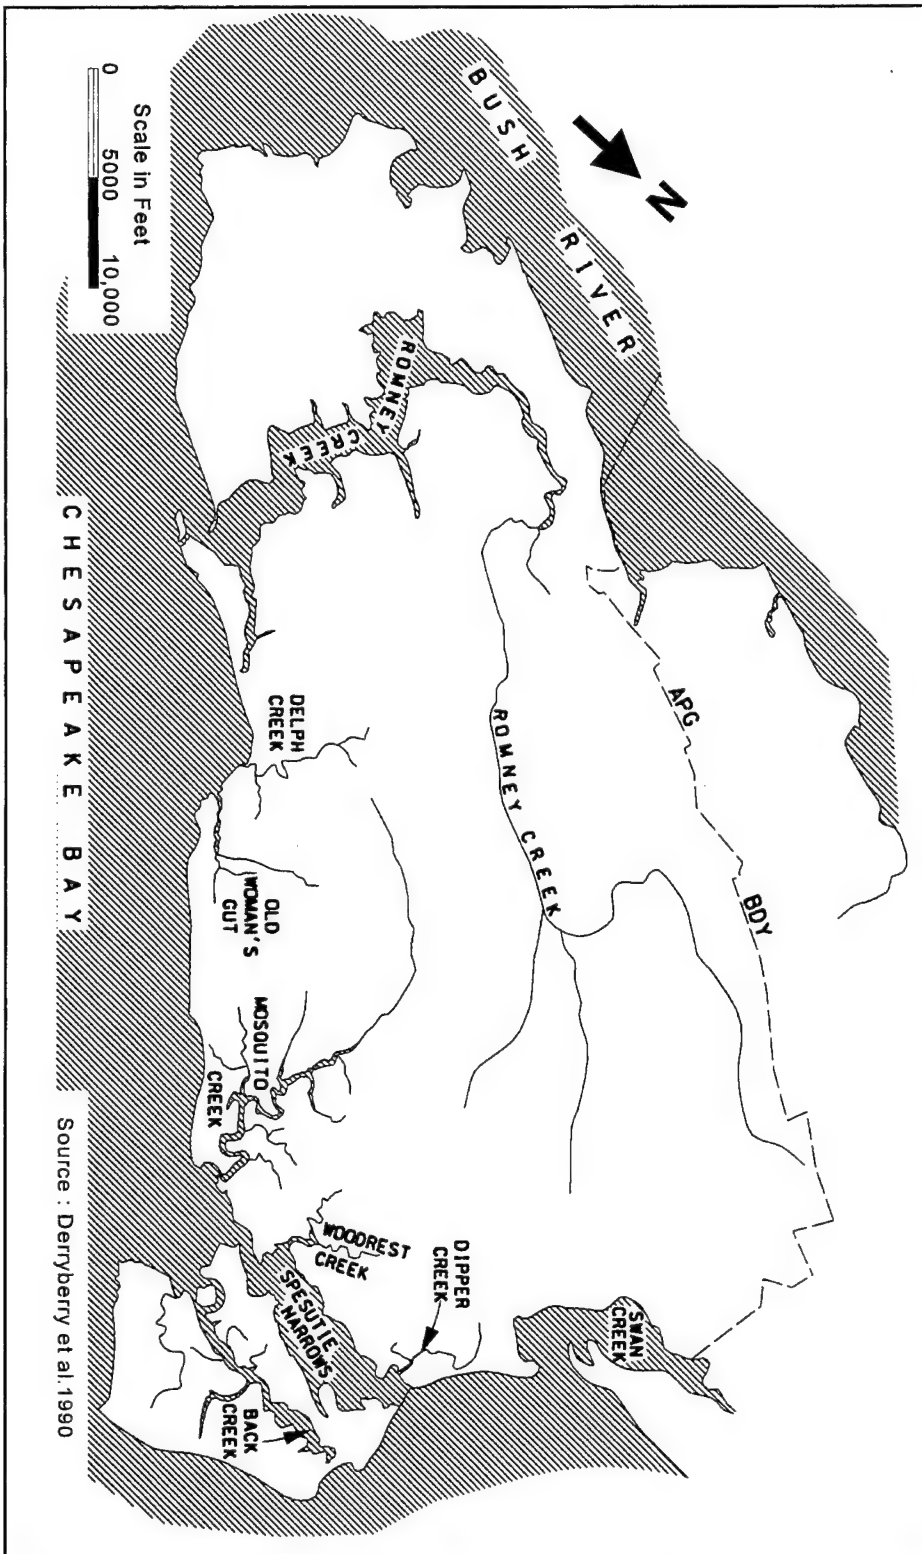 BUSH RIVER
N
0 5000 10,000
Scale in Feet
ROMNEY
CREEK
CHESAPEAKE BAY
DELPH
CREEK
ROMNEY CREEK
APG BDY
OLD
WOMAN'S
GUT
MOSQUITO
CREEK
WOODREST
CREEK
DIPPER
CREEK
SPESUTIE
NARROWS
SWAN
CREEK
BACK
CREEK
Source : Derryberry et al.1990